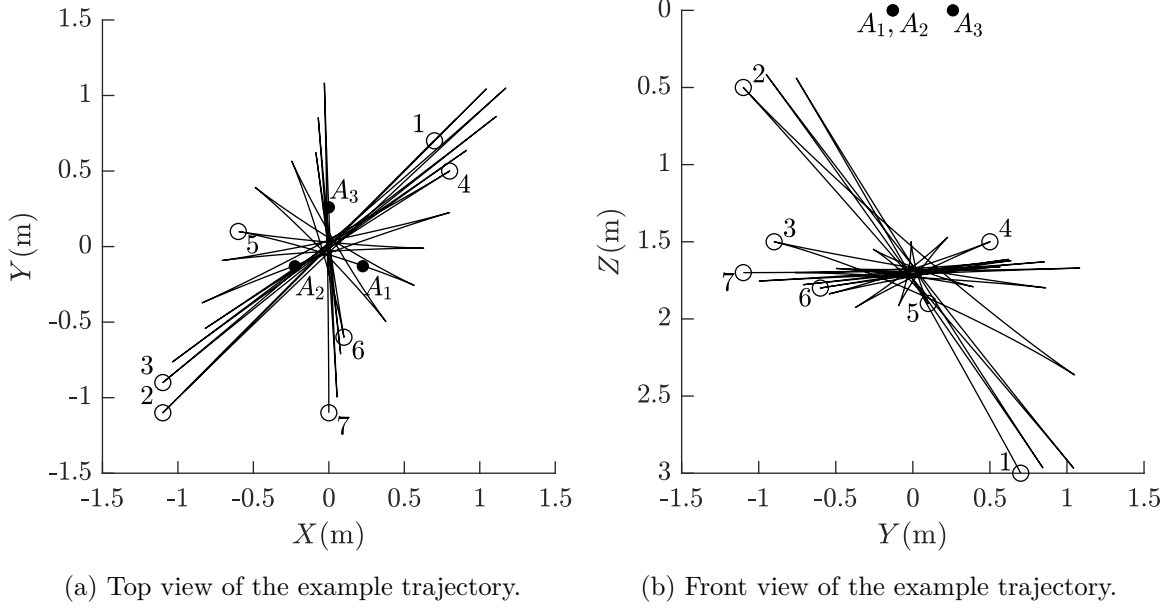 1.5
1
0.5
0
-0.5
-1
-1.5
-1.5 -1 -0.5 0 0.5 1 1.5
Y(m)
X(m)
1
4
A₃
5
A₂ A₁
6
3
2
7
0
0.5
1
1.5
2
2.5
3
-1.5 -1 -0.5 0 0.5 1 1.5
Z(m)
Y(m)
A₁, A₂ A₃
2
3 4
7 6 5
1
(a) Top view of the example trajectory.
(b) Front view of the example trajectory.